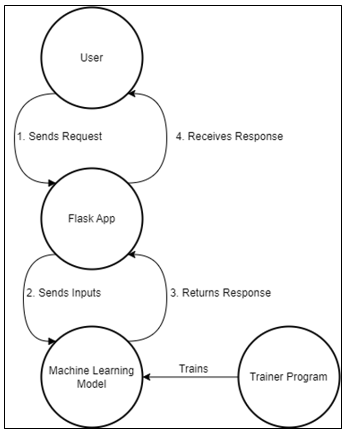 User
1. Sends Request
4. Receives Response
Flask App
2. Sends Inputs
3. Returns Response
Machine Learning
Model
Trains
Trainer Program